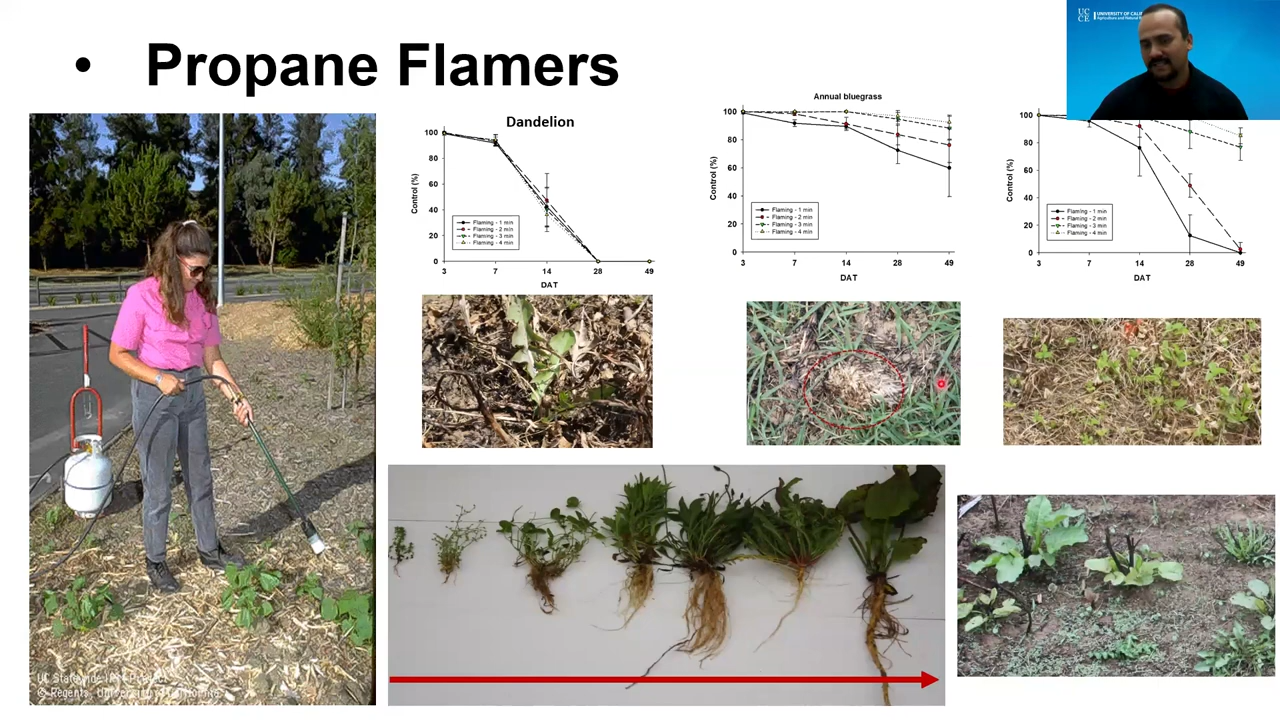 • Propane Flamers
UC
CE
UNIVERSITY OF CALIF
Agriculture and Natural R
Dandelion
100
80
60
40
20
0
Control (%)
Flaming - 1 min
Flaming - 2 min
Flaming - 3 min
Flaming - 4 min
3 7 14 28 49
DAT
Annual bluegrass
100
80
60
40
20
0
Control (%)
Flaming - 1 min
Flaming - 2 min
Flaming - 3 min
Flaming - 4 min
3 7 14 28 49
DAT
100
80
60
40
20
0
Control (%)
Flaming - 1 min
Flaming - 2 min
Flaming - 3 min
Flaming - 4 min
3 7 14 28 49
DAT
UC Statewide IPM Project
© Regents, University of California